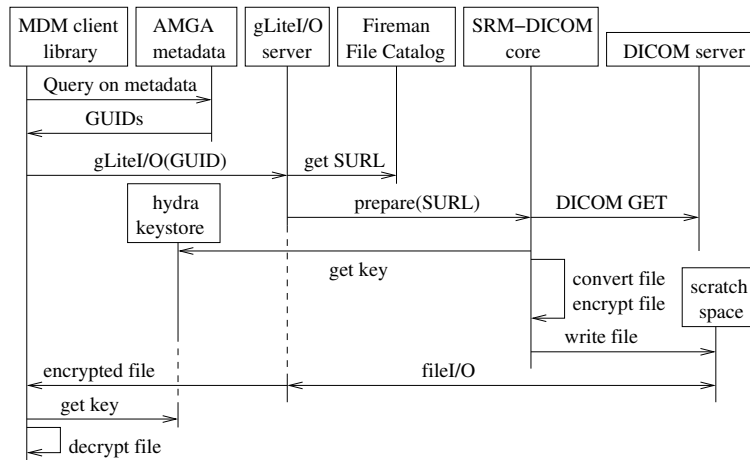 MDM client
library
AMGA
metadata
gLiteI/O
server
Fireman
File Catalog
SRM−DICOM
core
DICOM server
Query on metadata
GUIDs
gLiteI/O(GUID)
get SURL
hydra
keystore
prepare(SURL)
DICOM GET
get key
convert file
encrypt file
scratch
space
write file
encrypted file
fileI/O
get key
decrypt file